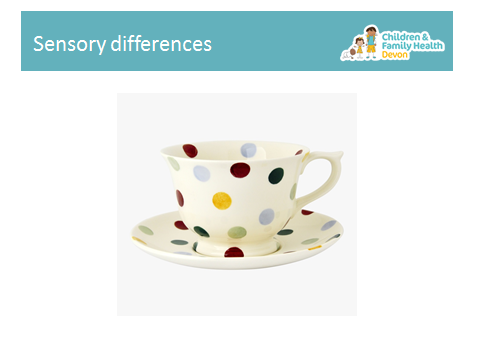 Sensory differences
Children &
Family Health
Devon